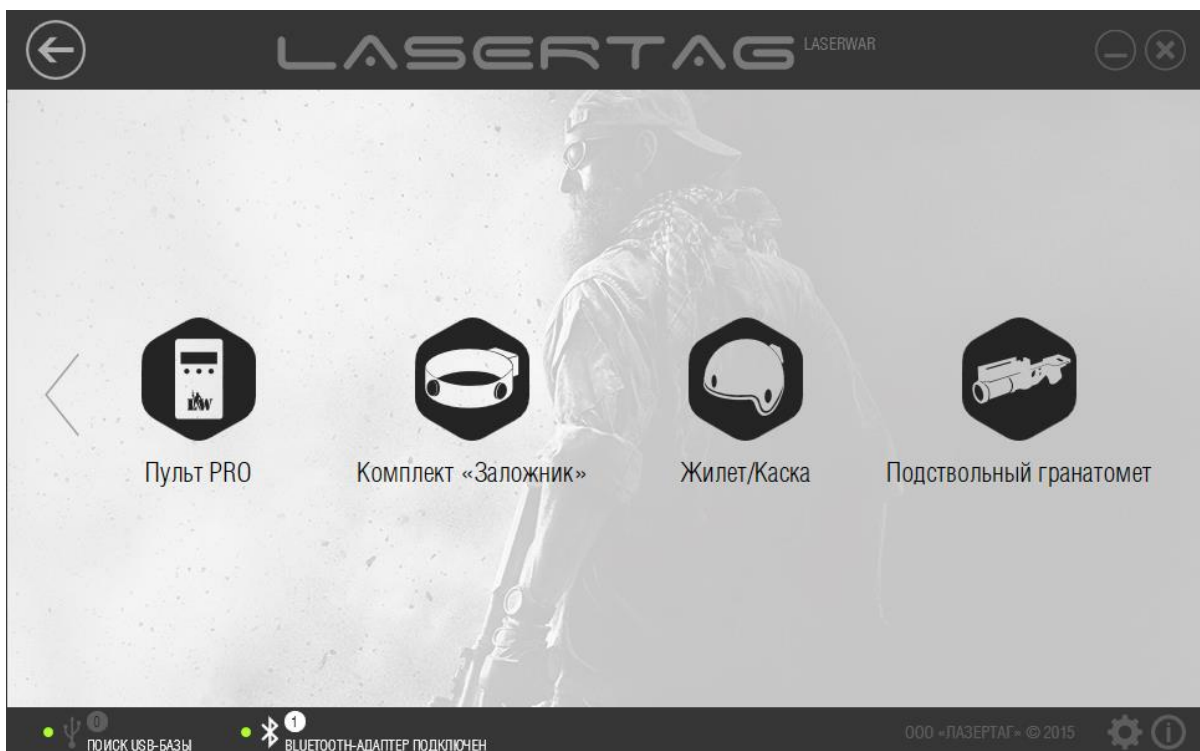 LASERTAG LASERWAR
LW
Пульт PRO Комплект «Заложник» Жилет/Каска Подствольный гранатомет
0
ПОИСК USB-БАЗЫ
1
BLUETOOTH-АДАПТЕР ПОДКЛЮЧЕН
ООО «ЛАЗЕРТАГ» © 2015